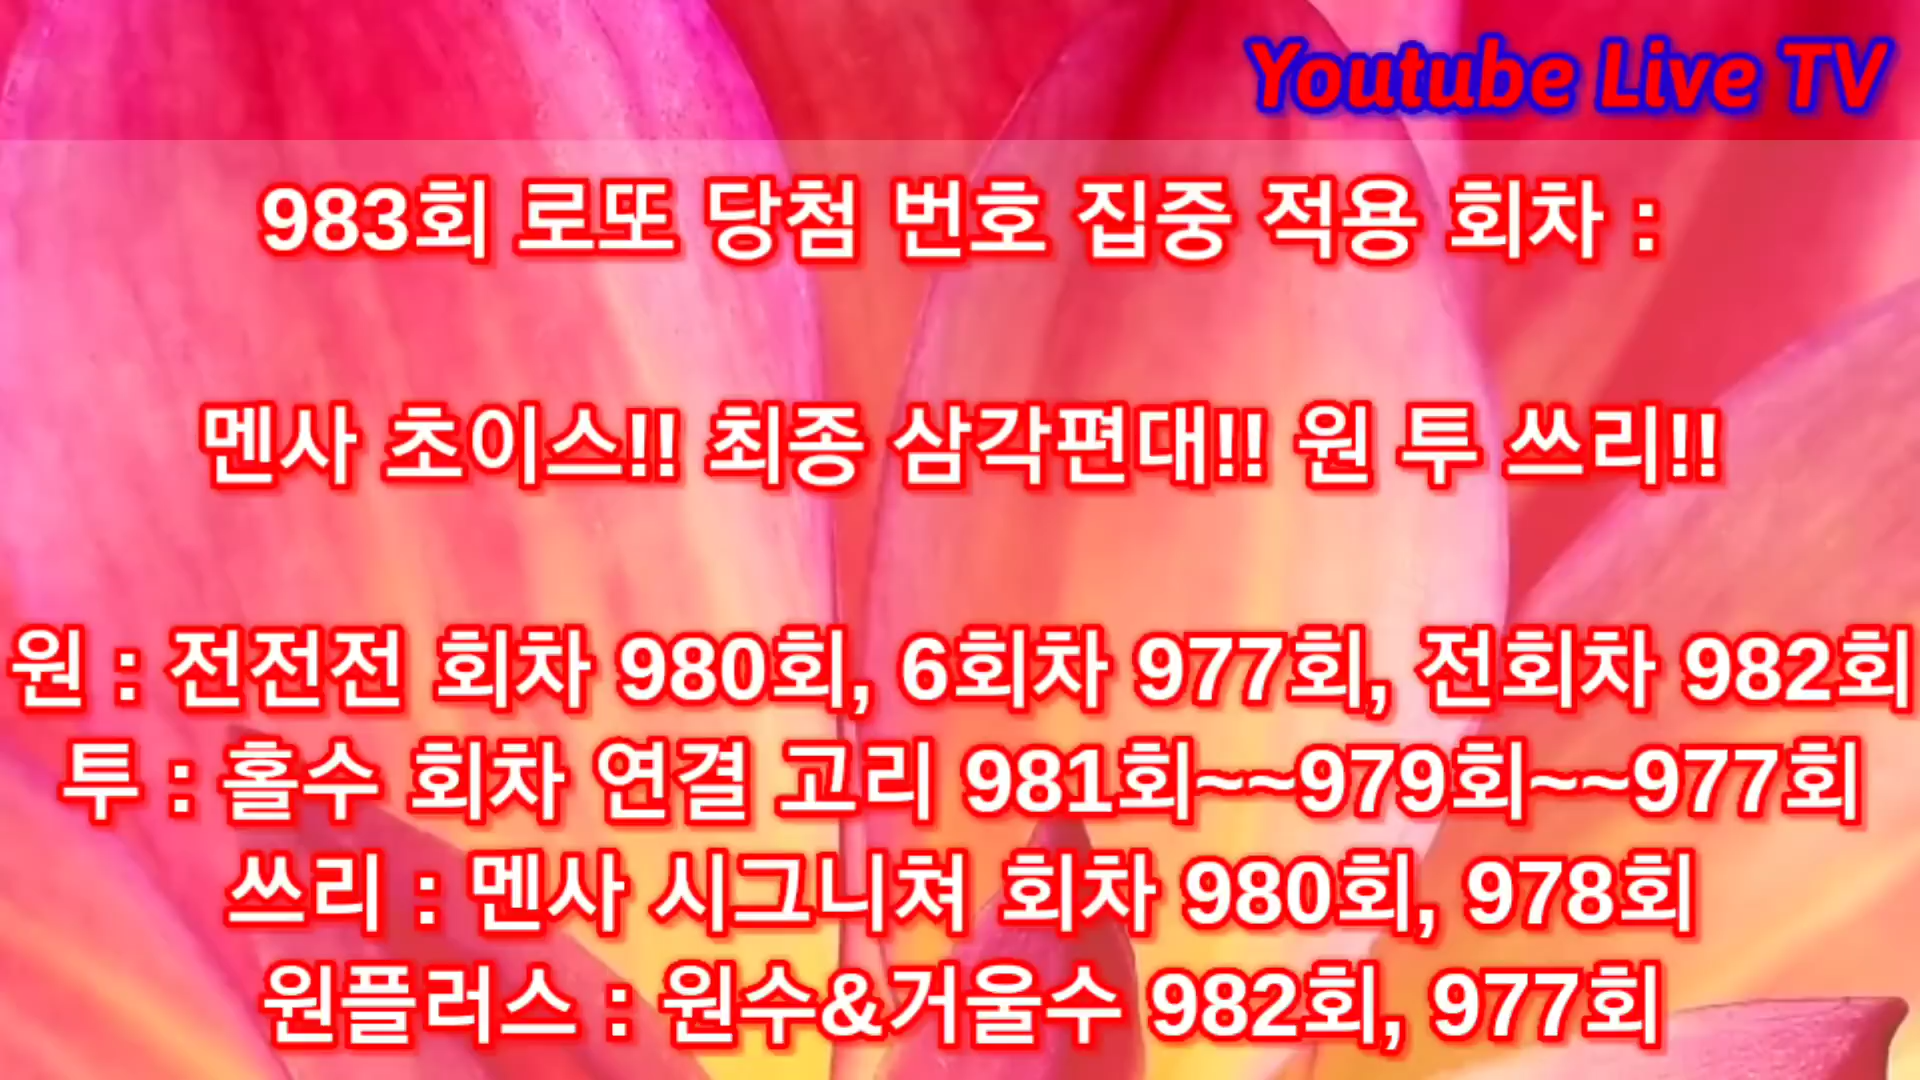 Youtube Live TV
983회 로또 당첨 번호 집중 적용 회차 :
멘사 초이스!! 최종 삼각편대!! 원 투 쓰리!!
원 : 전전전 회차 980회, 6회차 977회, 전회차 982회
투 : 홀수 회차 연결 고리 981회~~979회~~977회
쓰리 : 멘사 시그니쳐 회차 980회, 978회
원플러스 : 원수&거울수 982회, 977회